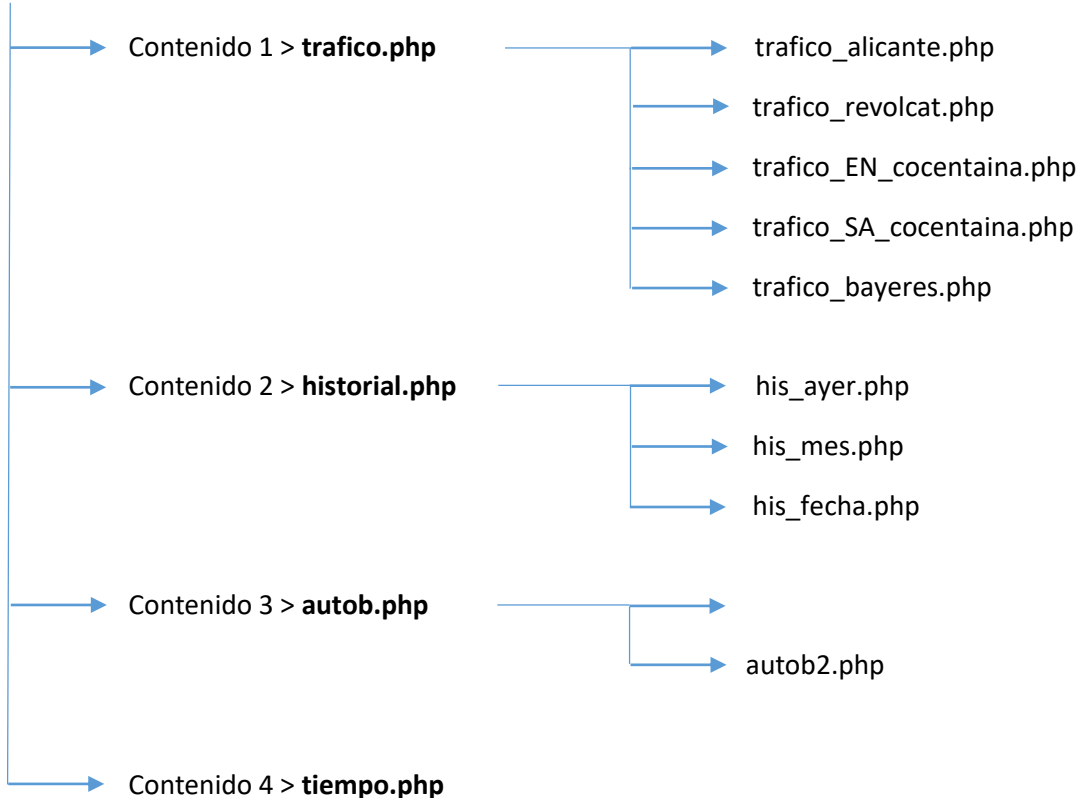 Contenido 1 > trafico.php
trafico_alicante.php
trafico_revolcat.php
trafico_EN_cocentaina.php
trafico_SA_cocentaina.php
trafico_bayeres.php
Contenido 2 > historial.php
his_ayer.php
his_mes.php
his_fecha.php
Contenido 3 > autob.php
autob2.php
Contenido 4 > tiempo.php